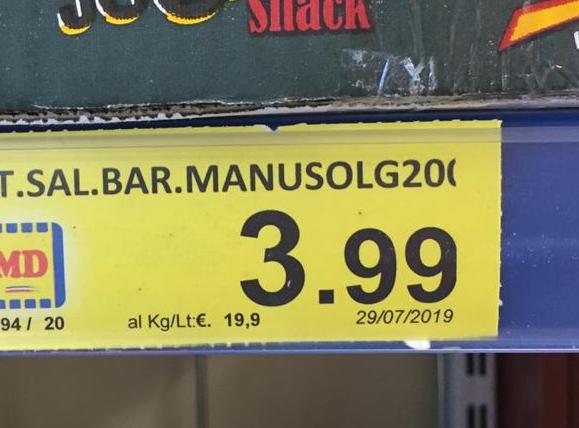 Snack
T.SAL.BAR.MANUSOLG20(
MD
3.99
94 / 20
al Kg/Lt:€. 19,9
29/07/2019